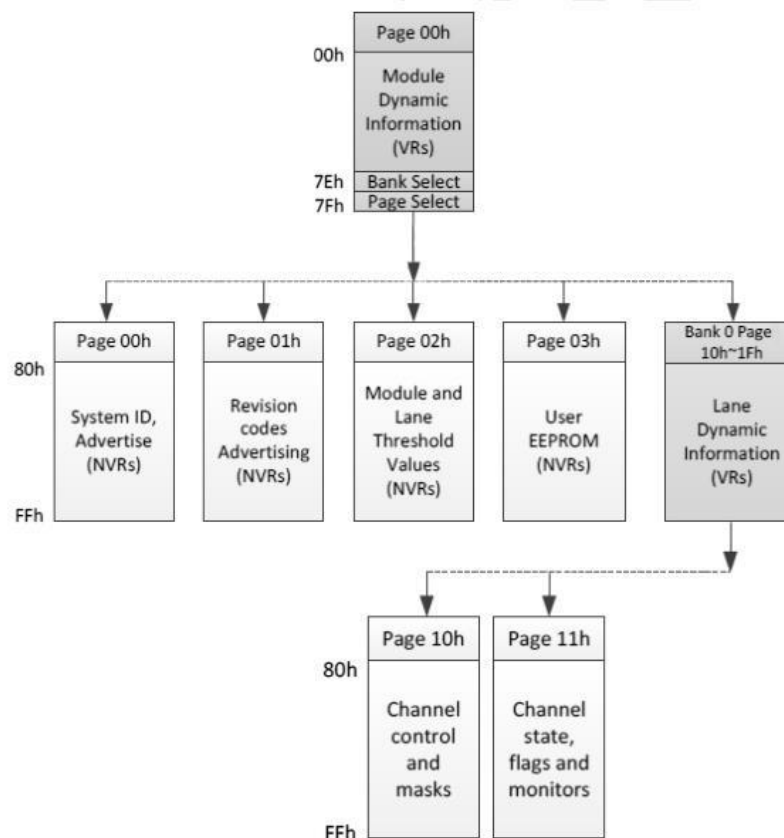 Page 00h
00h
Module
Dynamic
Information
(VRs)
7Eh
Bank Select
7Fh
Page Select
Page 00h
80h
System ID,
Advertise
(NVRs)
FFh
Page 01h
Revision
codes
Advertising
(NVRs)
Page 02h
Module and
Lane
Threshold
Values
(NVRs)
Page 03h
User
EEPROM
(NVRs)
Bank 0 Page
10h~1Fh
Lane
Dynamic
Information
(VRs)
Page 10h
80h
Channel
control
and
masks
FFh
Page 11h
Channel
state,
flags and
monitors